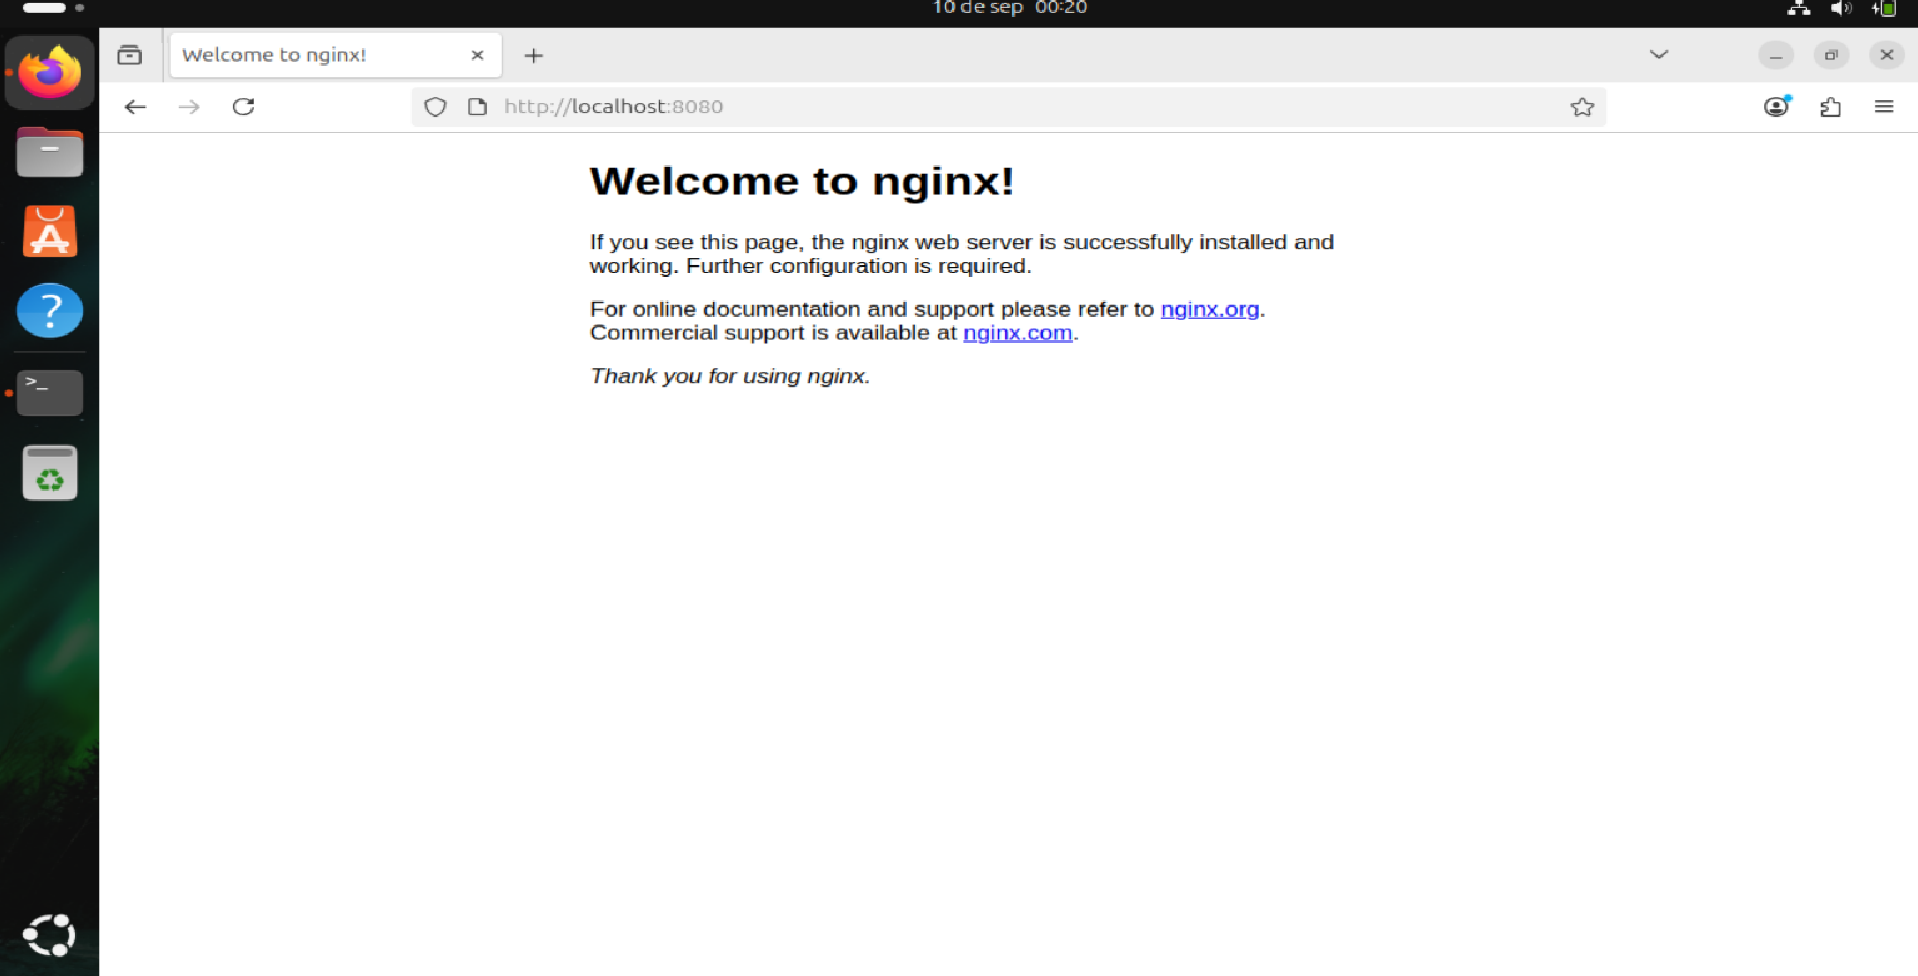 10 de sep 00:20
Welcome to nginx!
http://localhost:8080
Welcome to nginx!
If you see this page, the nginx web server is successfully installed and
working. Further configuration is required.
For online documentation and support please refer to nginx.org.
Commercial support is available at nginx.com.
Thank you for using nginx.